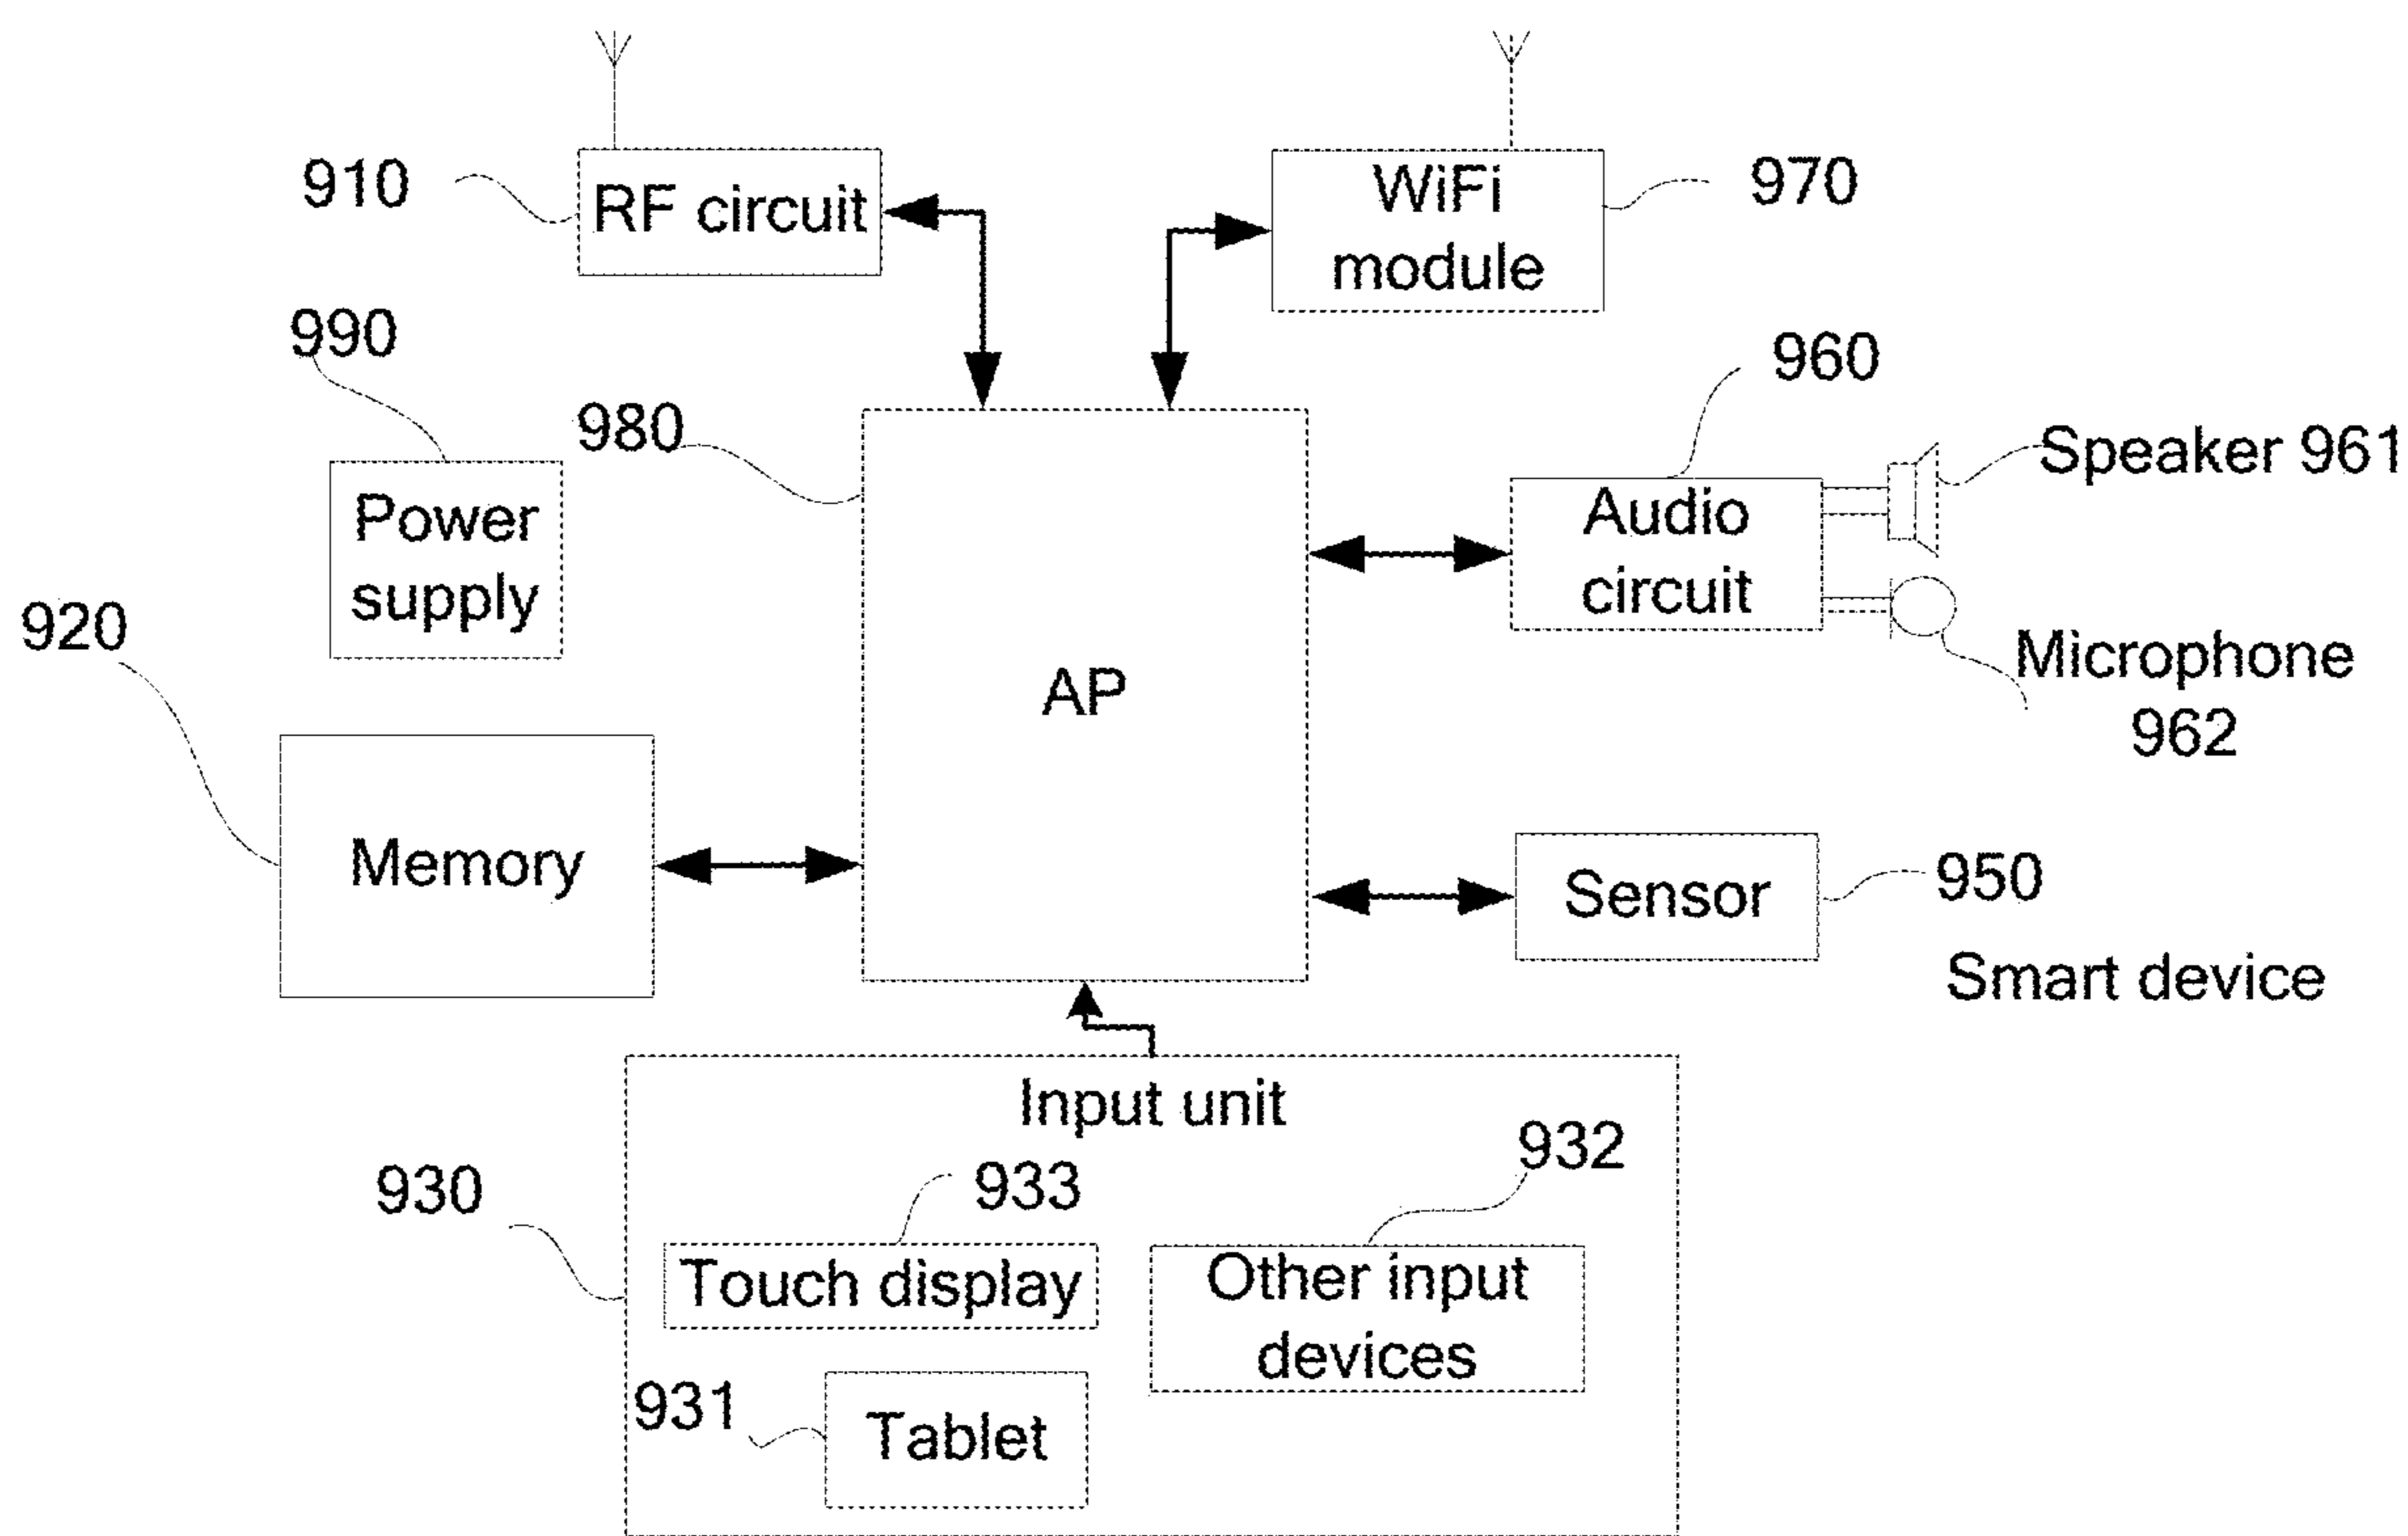 910
RF circuit
WiFi
module
970
990
980
960
Speaker 961
Power
supply
Audio
circuit
920
AP
Microphone
962
Memory
Sensor
950
Smart device
Input unit
930
933
932
Touch display
Other input
devices
931
Tablet